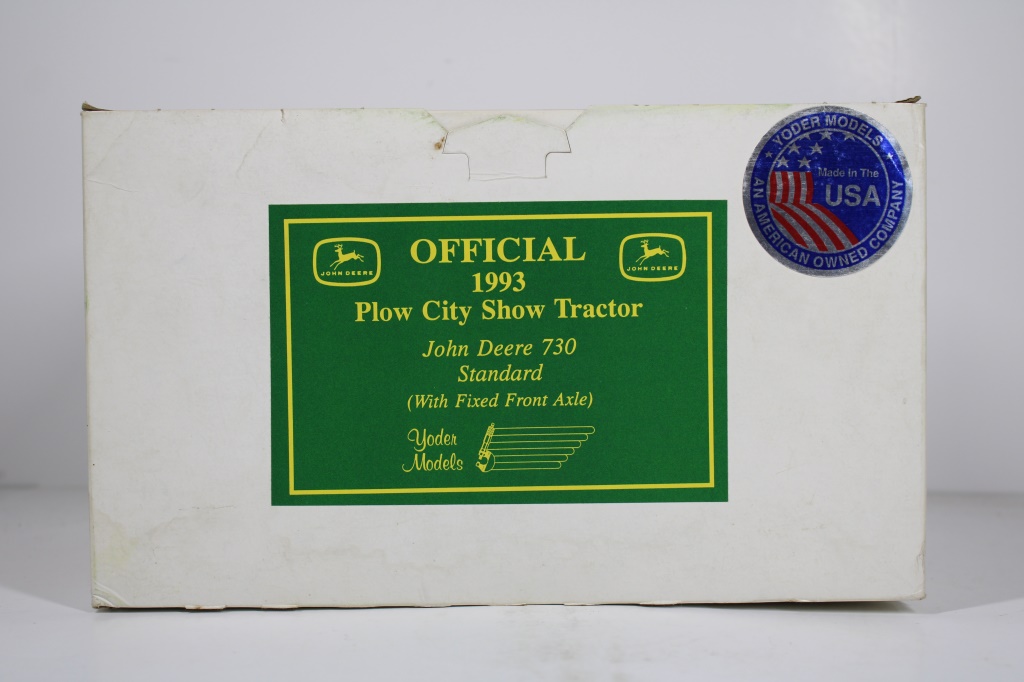 OFFICIAL
1993
Plow City Show Tractor
John Deere 730
Standard
(With Fixed Front Axle)
Yoder
Models
JOHN DEERE
JOHN DEERE
YODER MODELS
Made in The
USA
AN AMERICAN OWNED COMPANY